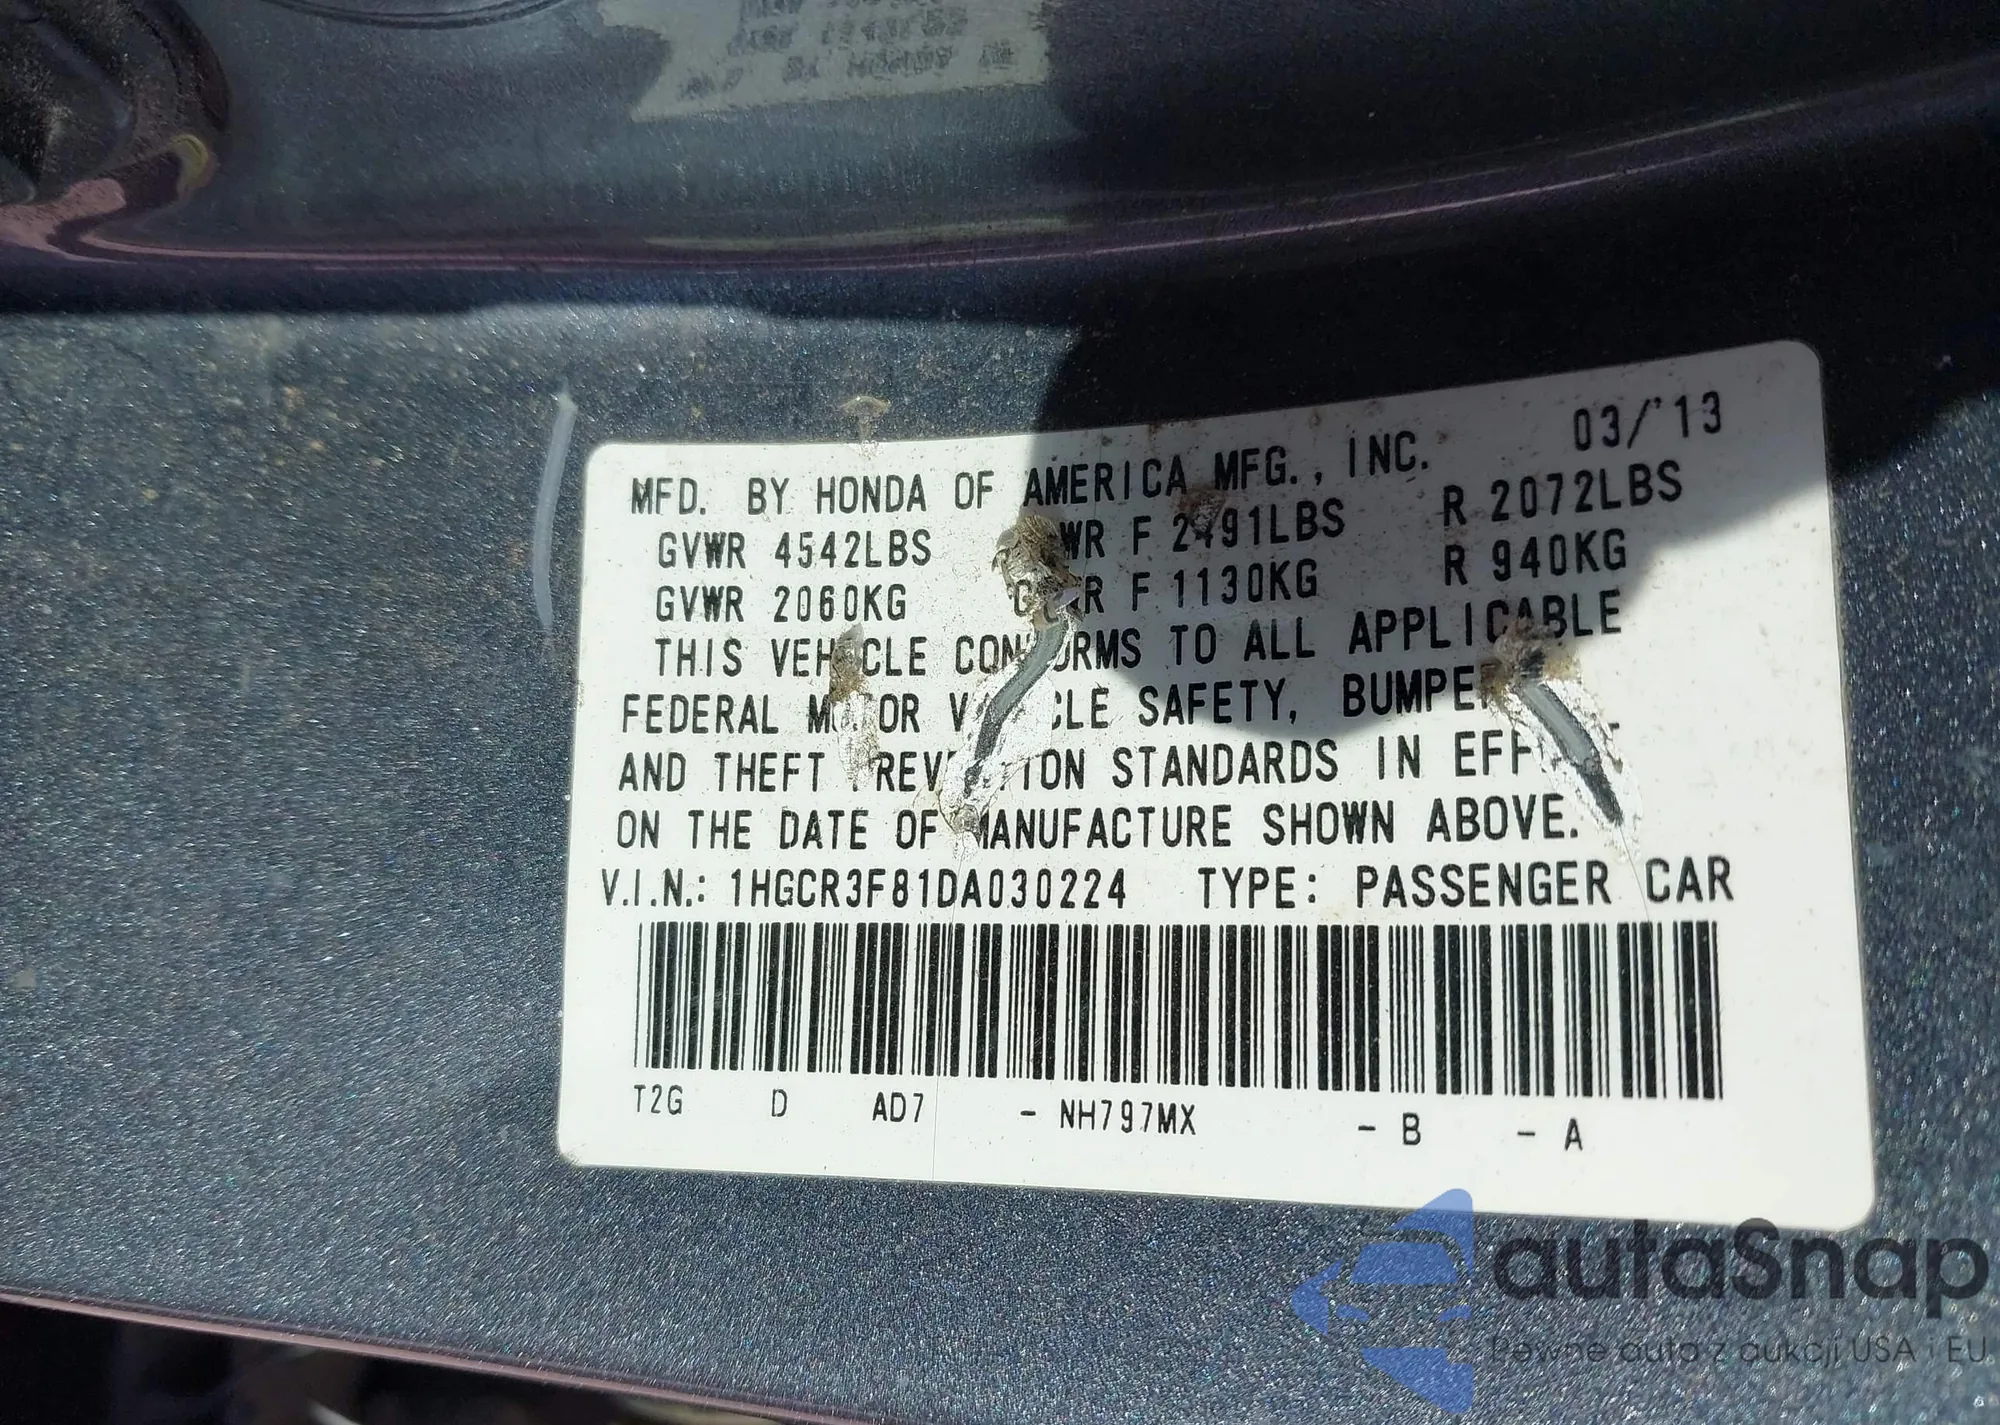 MFD. BY HONDA OF AMERICA MFG., INC. 03/'13
GVWR 4542LBS F 2491LBS R 2072LBS
GVWR 2060KG F 1130KG R 940KG
THIS VEHICLE CONFORMS TO ALL APPLICABLE
FEDERAL MOTOR VEHICLE SAFETY, BUMPER
AND THEFT PREVENTION STANDARDS IN EFFECT
ON THE DATE OF MANUFACTURE SHOWN ABOVE.
V.I.N.: 1HGCR3F81DA030224 TYPE: PASSENGER CAR
T2G D AD7 - NH797MX - B - A
autaSnap
Pewne auta z aukcji USA i EU